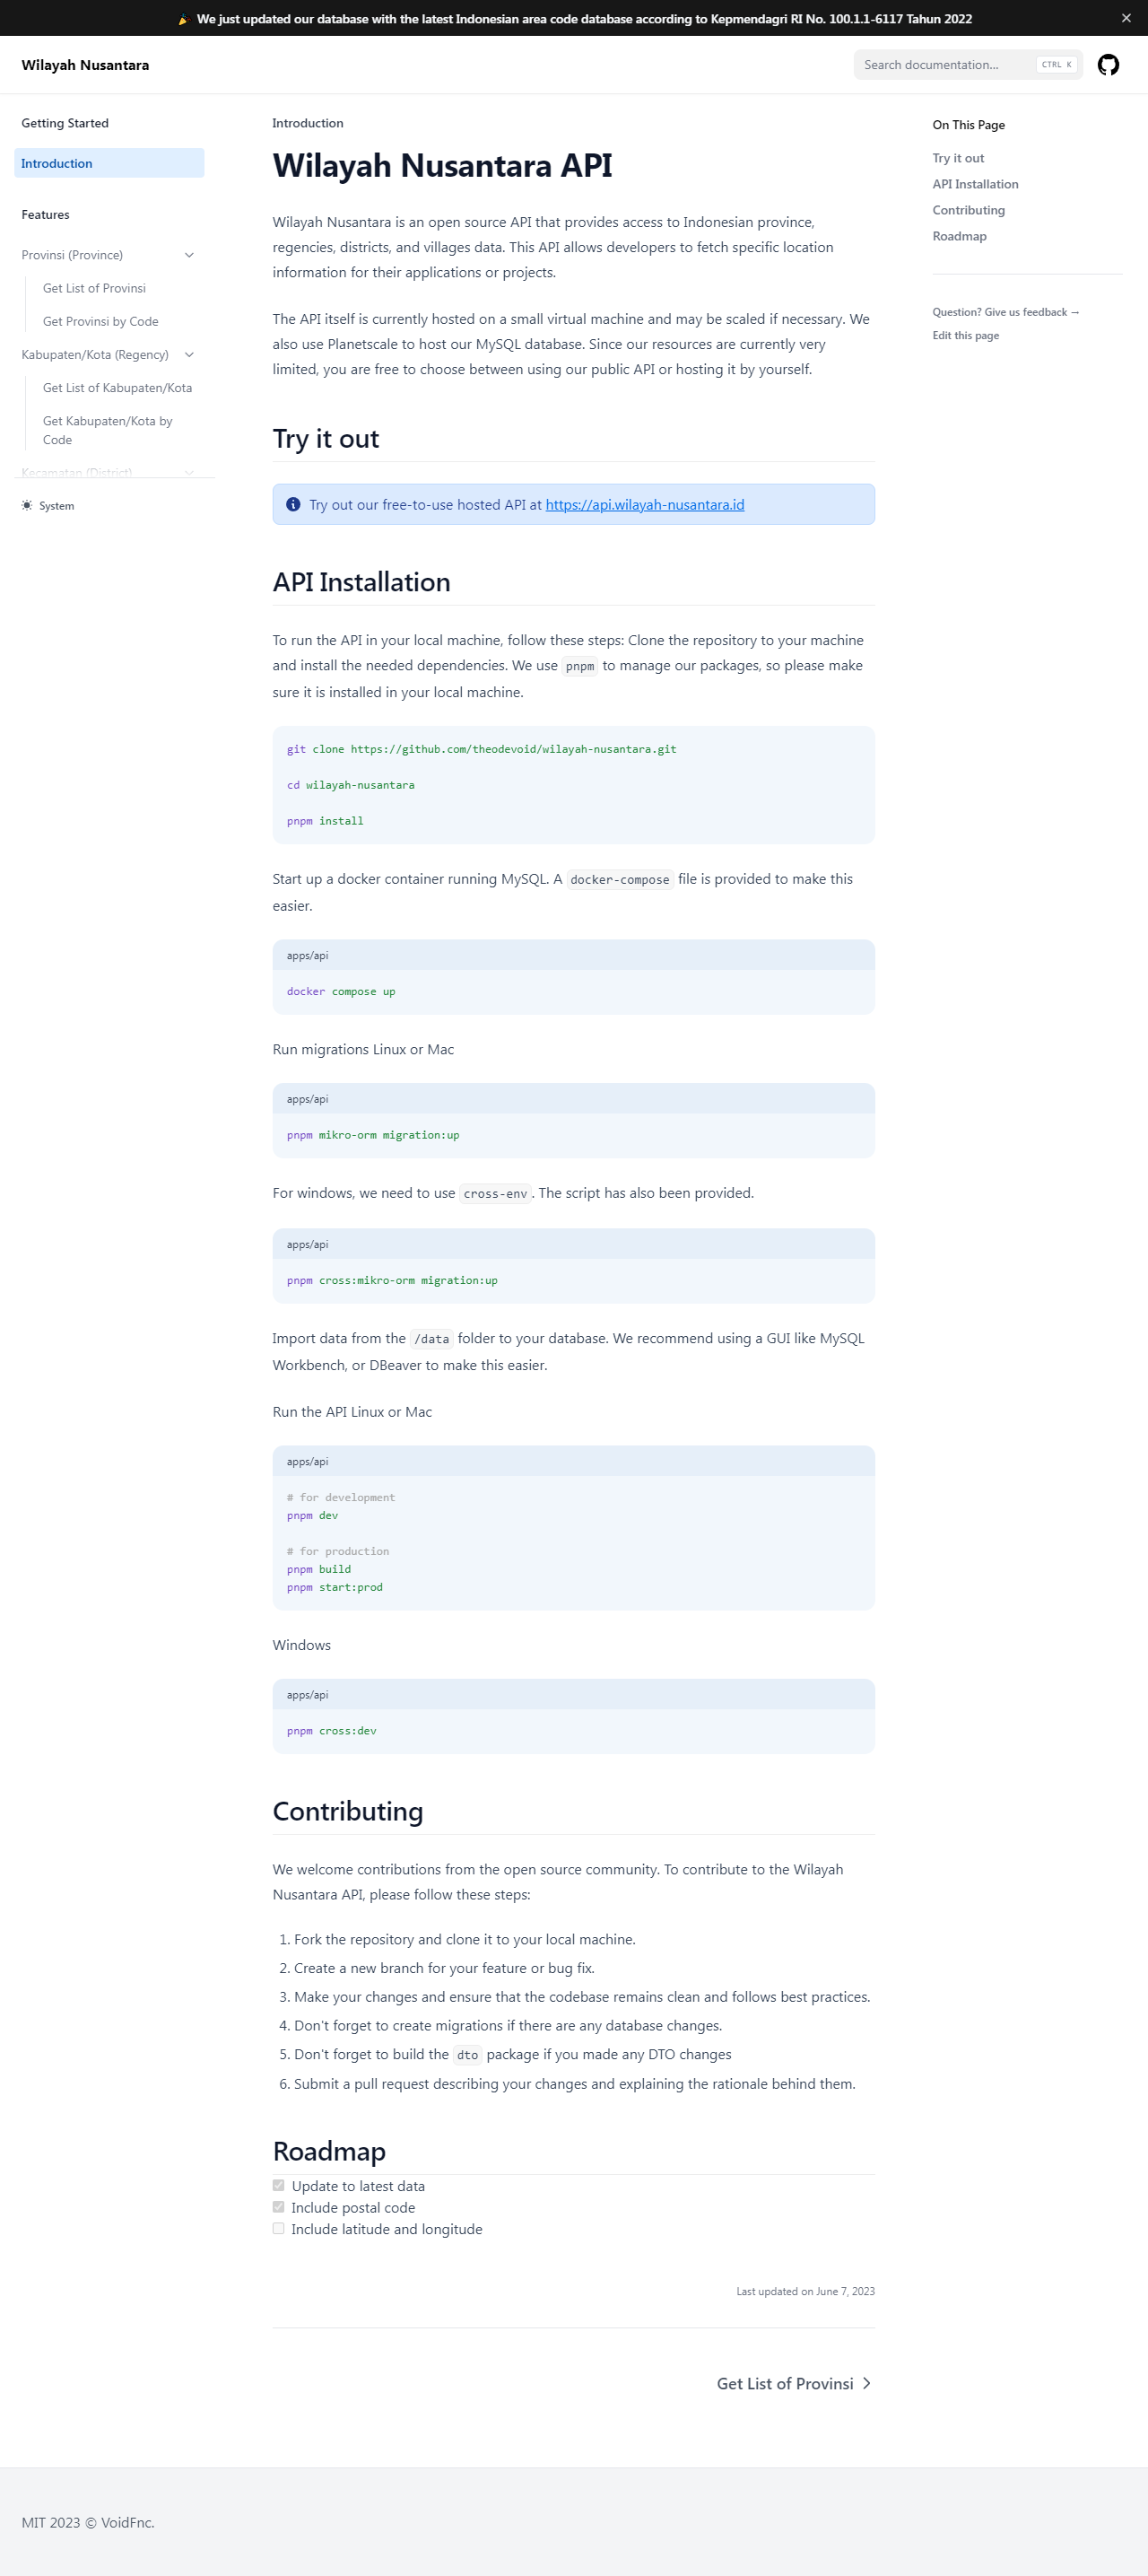 🎉 We just updated our database with the latest Indonesian area code database according to Kepmendagri RI No. 100.1.1-6117 Tahun 2022
Wilayah Nusantara
Search documentation…
CTRL K
Getting Started
Introduction
Features
Provinsi (Province)
Get List of Provinsi
Get Provinsi by Code
Kabupaten/Kota (Regency)
Get List of Kabupaten/Kota
Get Kabupaten/Kota by
Code
Kecamatan (District)
System
Introduction
Wilayah Nusantara API
Wilayah Nusantara is an open source API that provides access to Indonesian province,
regencies, districts, and villages data. This API allows developers to fetch specific location
information for their applications or projects.
The API itself is currently hosted on a small virtual machine and may be scaled if necessary. We
also use Planetscale to host our MySQL database. Since our resources are currently very
limited, you are free to choose between using our public API or hosting it by yourself.
Try it out
Try out our free-to-use hosted API at https://api.wilayah-nusantara.id
API Installation
To run the API in your local machine, follow these steps: Clone the repository to your machine
and install the needed dependencies. We use pnpm to manage our packages, so please make
sure it is installed in your local machine.
git clone https://github.com/theodevoid/wilayah-nusantara.git
cd wilayah-nusantara
pnpm install
Start up a docker container running MySQL. A docker-compose file is provided to make this
easier.
apps/api
docker compose up
Run migrations Linux or Mac
apps/api
pnpm mikro-orm migration:up
For windows, we need to use cross-env. The script has also been provided.
apps/api
pnpm cross:mikro-orm migration:up
Import data from the /data folder to your database. We recommend using a GUI like MySQL
Workbench, or DBeaver to make this easier.
Run the API Linux or Mac
apps/api
# for development
pnpm dev
# for production
pnpm build
pnpm start:prod
Windows
apps/api
pnpm cross:dev
Contributing
We welcome contributions from the open source community. To contribute to the Wilayah
Nusantara API, please follow these steps:
1. Fork the repository and clone it to your local machine.
2. Create a new branch for your feature or bug fix.
3. Make your changes and ensure that the codebase remains clean and follows best practices.
4. Don't forget to create migrations if there are any database changes.
5. Don't forget to build the dto package if you made any DTO changes
6. Submit a pull request describing your changes and explaining the rationale behind them.
Roadmap
Update to latest data
Include postal code
Include latitude and longitude
Last updated on June 7, 2023
Get List of Provinsi
On This Page
Try it out
API Installation
Contributing
Roadmap
Question? Give us feedback →
Edit this page
MIT 2023 © VoidFnc.